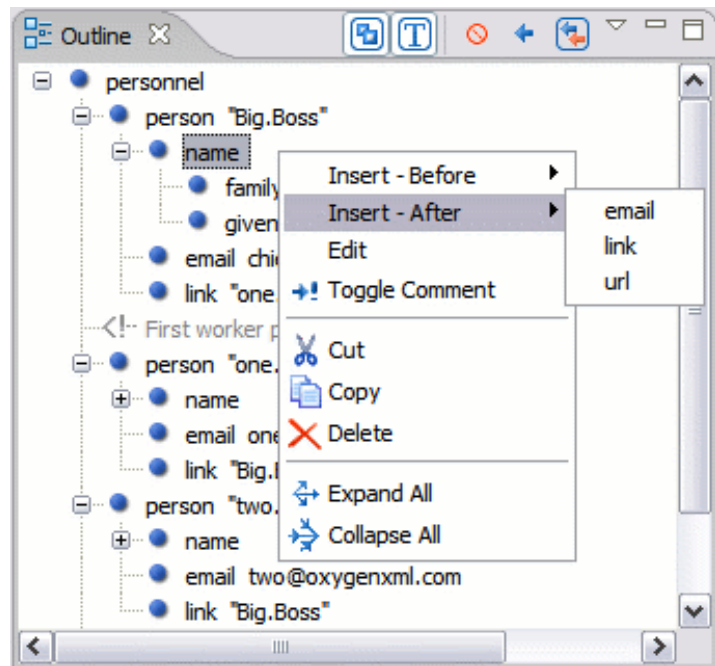 Outline
personnel
person "Big.Boss"
name
family
given
email chi
link "one.
<!-- First worker p
person "one.
name
email one
link "Big.
person "two.
name
email two@oxygenxml.com
link "Big.Boss"
Insert - Before
Insert - After
Edit
Toggle Comment
Cut
Copy
Delete
Expand All
Collapse All
email
link
url